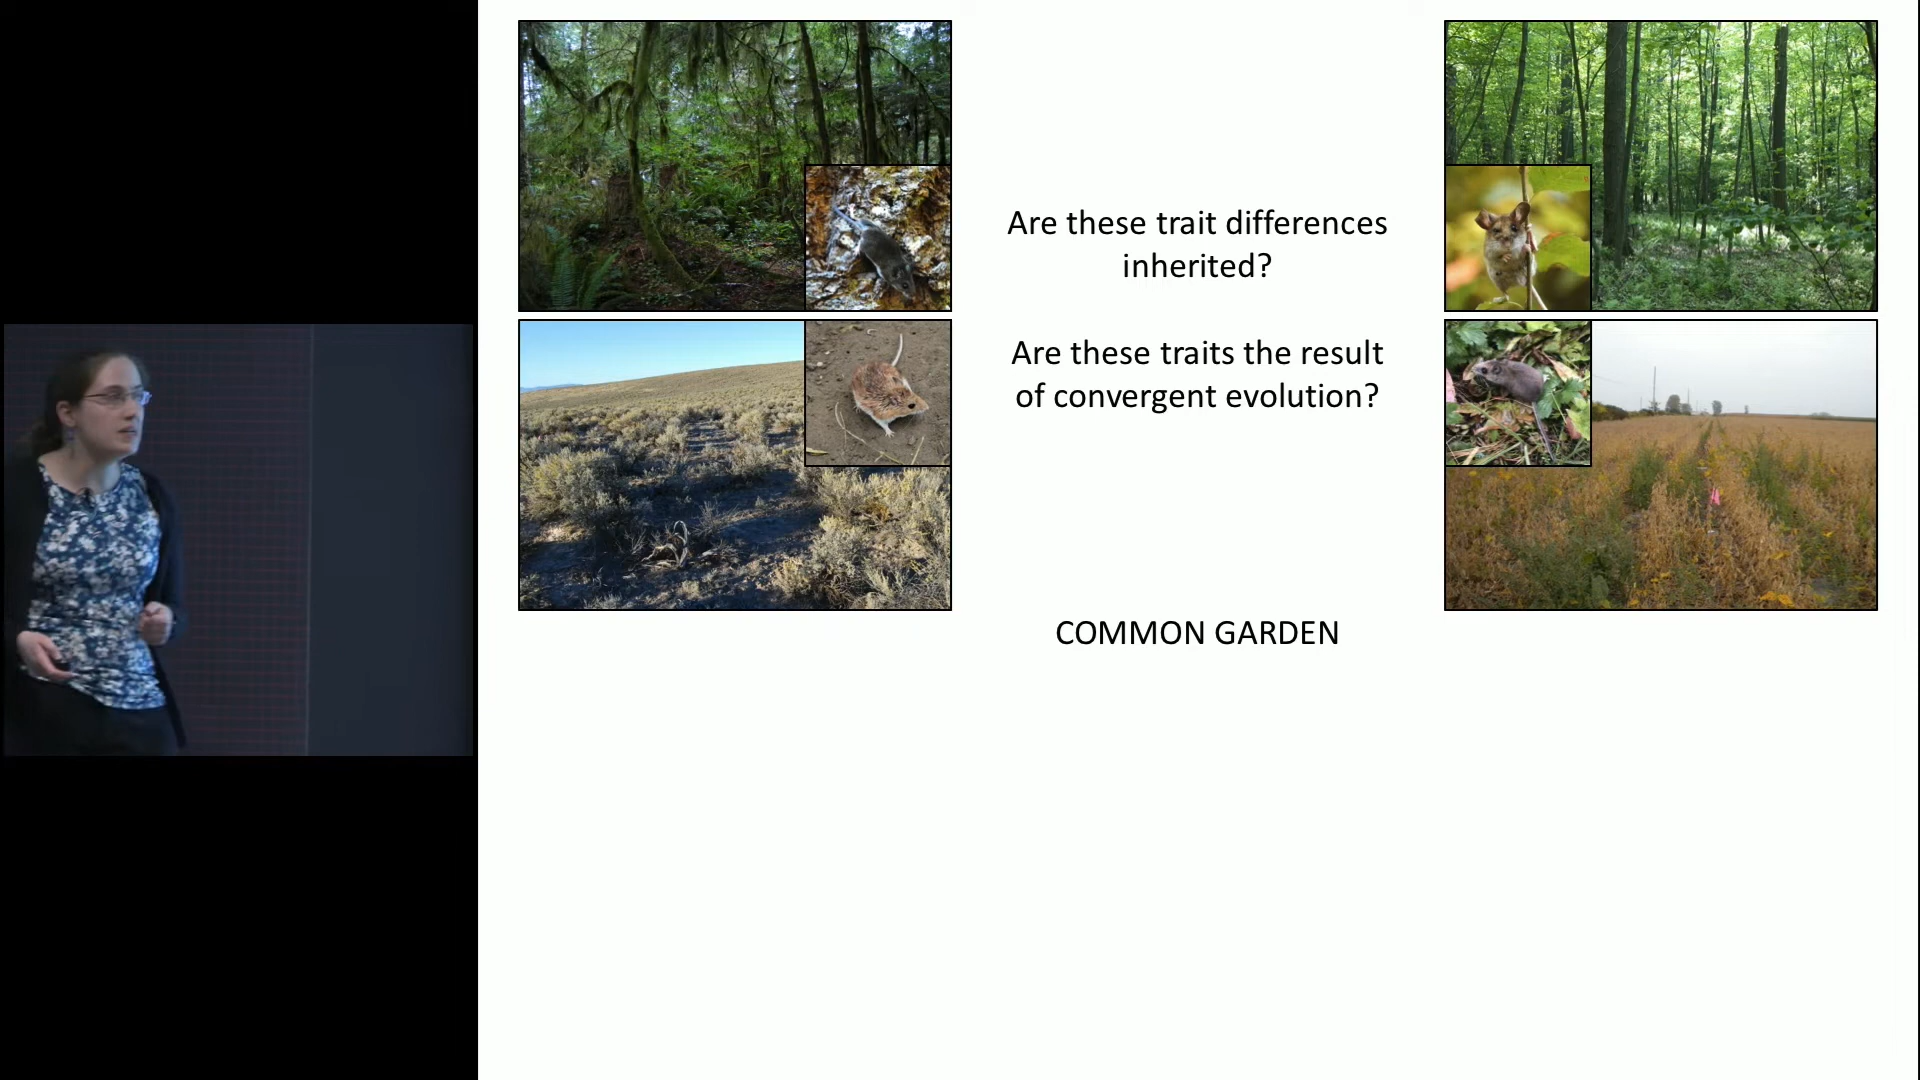 Are these trait differences
inherited?
Are these traits the result
of convergent evolution?
COMMON GARDEN